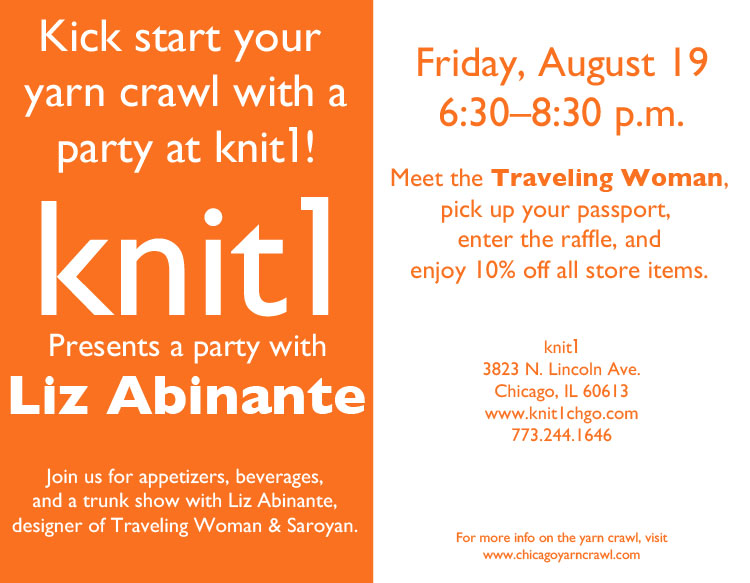 Kick start your
yarn crawl with a
party at knit1!
knit1
Presents a party with
Liz Abinante
Join us for appetizers, beverages,
and a trunk show with Liz Abinante,
designer of Traveling Woman & Saroyan.
Friday, August 19
6:30–8:30 p.m.
Meet the Traveling Woman,
pick up your passport,
enter the raffle, and
enjoy 10% off all store items.
knit1
3823 N. Lincoln Ave.
Chicago, IL 60613
www.knit1chgo.com
773.244.1646
For more info on the yarn crawl, visit
www.chicagoyarncrawl.com